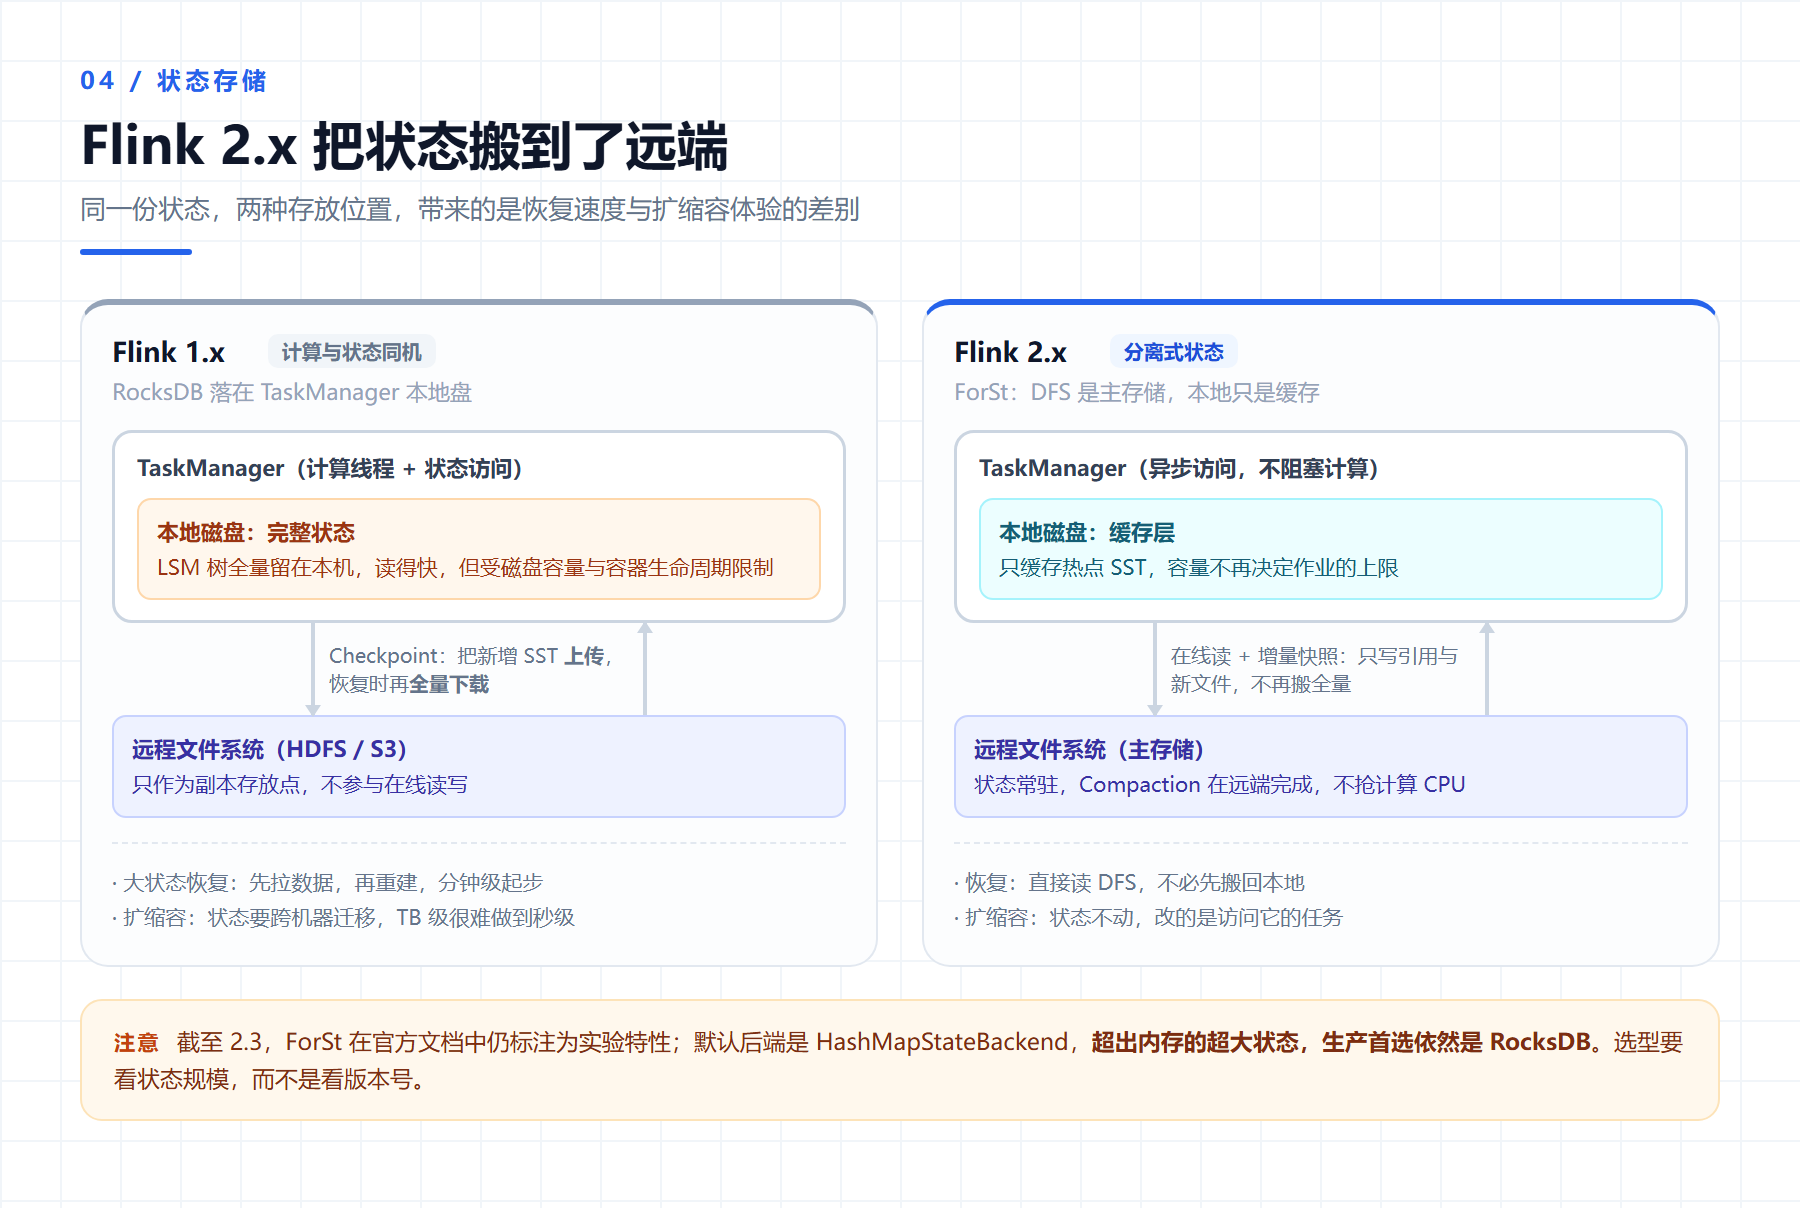 04 / 状态存储
Flink 2.x 把状态搬到了远端
同一份状态，两种存放位置，带来的是恢复速度与扩缩容体验的差别
Flink 1.x 计算与状态同机
RocksDB 落在 TaskManager 本地盘
TaskManager（计算线程 + 状态访问）
本地磁盘：完整状态
LSM 树全量留在本机，读得快，但受磁盘容量与容器生命周期限制
Checkpoint：把新增 SST 上传，
恢复时再全量下载
远程文件系统（HDFS / S3）
只作为副本存放点，不参与在线读写
· 大状态恢复：先拉数据，再重建，分钟级起步
· 扩缩容：状态要跨机器迁移，TB 级很难做到秒级
Flink 2.x 分离式状态
ForSt：DFS 是主存储，本地只是缓存
TaskManager（异步访问，不阻塞计算）
本地磁盘：缓存层
只缓存热点 SST，容量不再决定作业的上限
在线读 + 增量快照：只写引用与
新文件，不再搬全量
远程文件系统（主存储）
状态常驻，Compaction 在远端完成，不抢计算 CPU
· 恢复：直接读 DFS，不必先搬回本地
· 扩缩容：状态不动，改的是访问它的任务
注意 截至 2.3，ForSt 在官方文档中仍标注为实验特性；默认后端是 HashMapStateBackend，超出内存的超大状态，生产首选依然是 RocksDB。选型要
看状态规模，而不是看版本号。